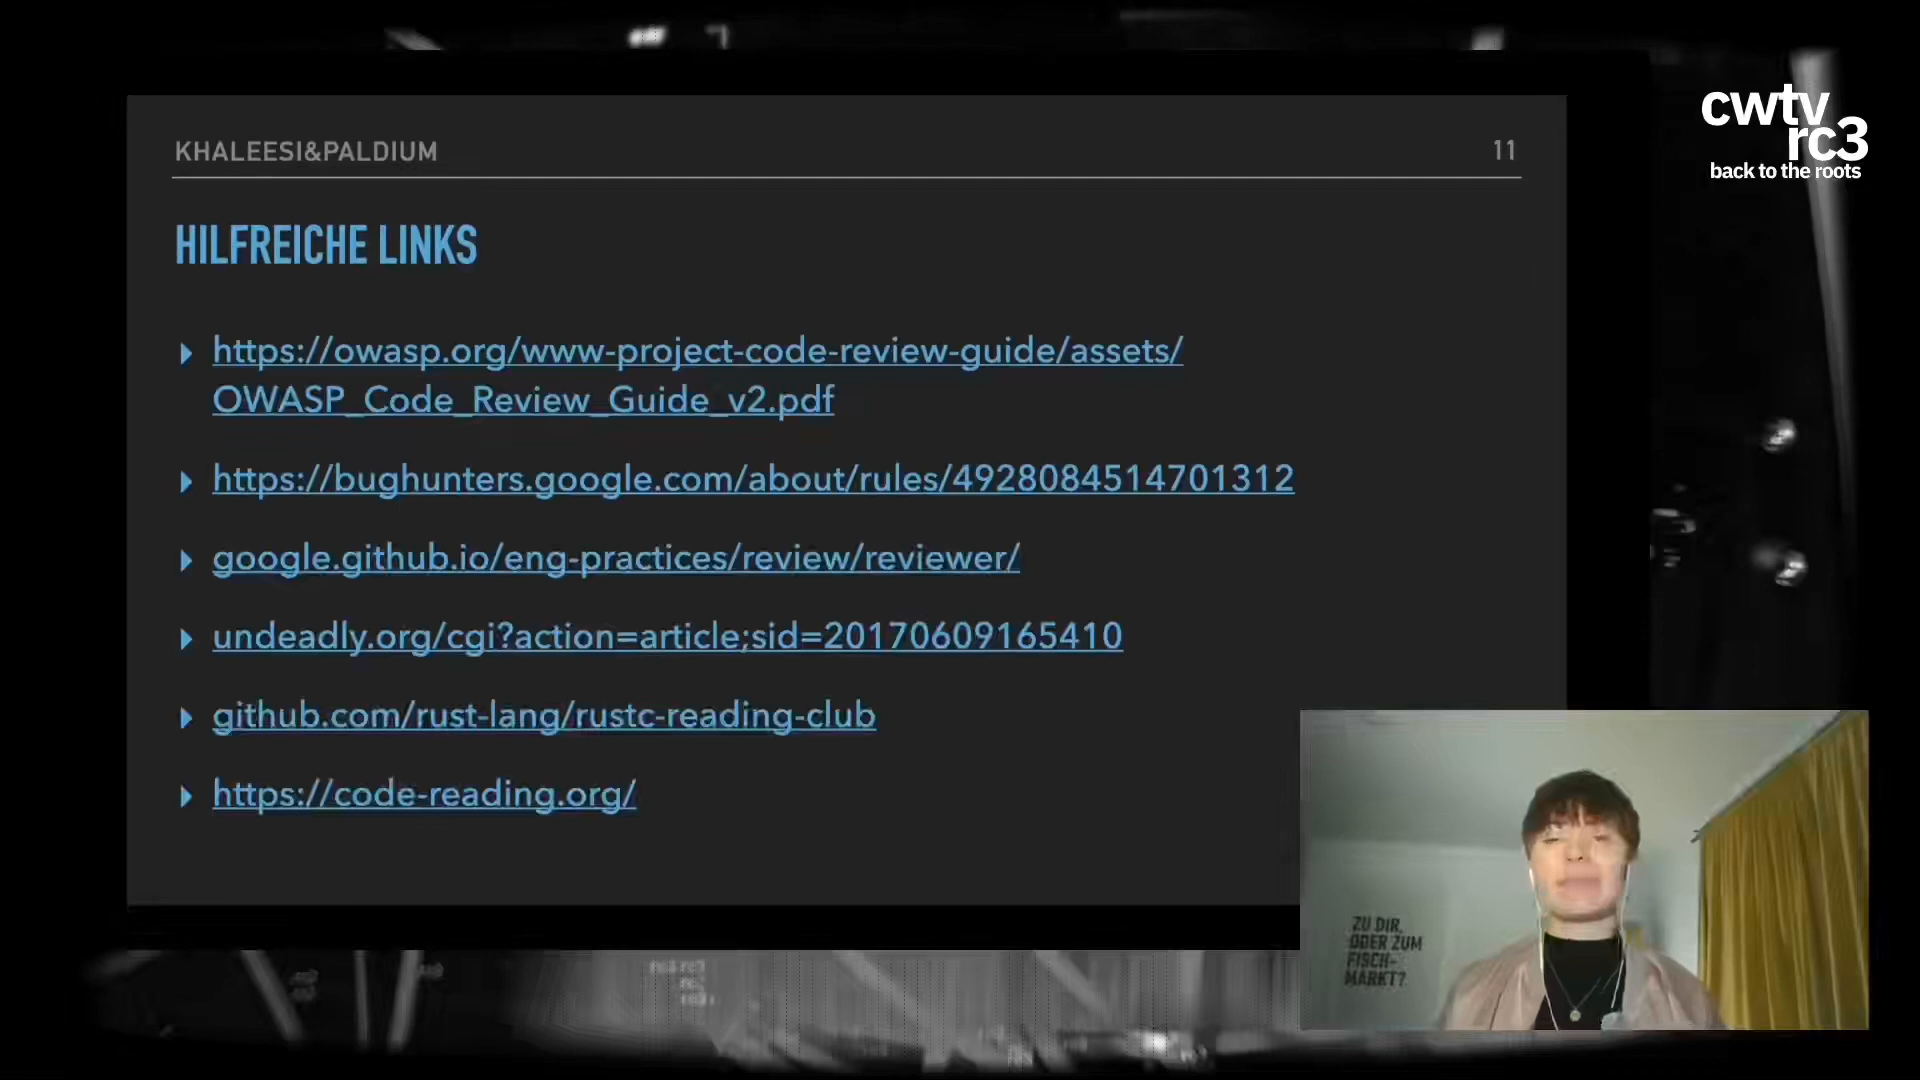 KHALEESI&PALDIUM
11
HILFREICHE LINKS
https://owasp.org/www-project-code-review-guide/assets/
OWASP_Code_Review_Guide_v2.pdf
https://bughunters.google.com/about/rules/4928084514701312
google.github.io/eng-practices/review/reviewer/
undeadly.org/cgi?action=article;sid=20170609165410
github.com/rust-lang/rustc-reading-club
https://code-reading.org/
cwtv
rc3
back to the roots
ZU DIR,
ODER ZUM
FISCH-
MARKT?